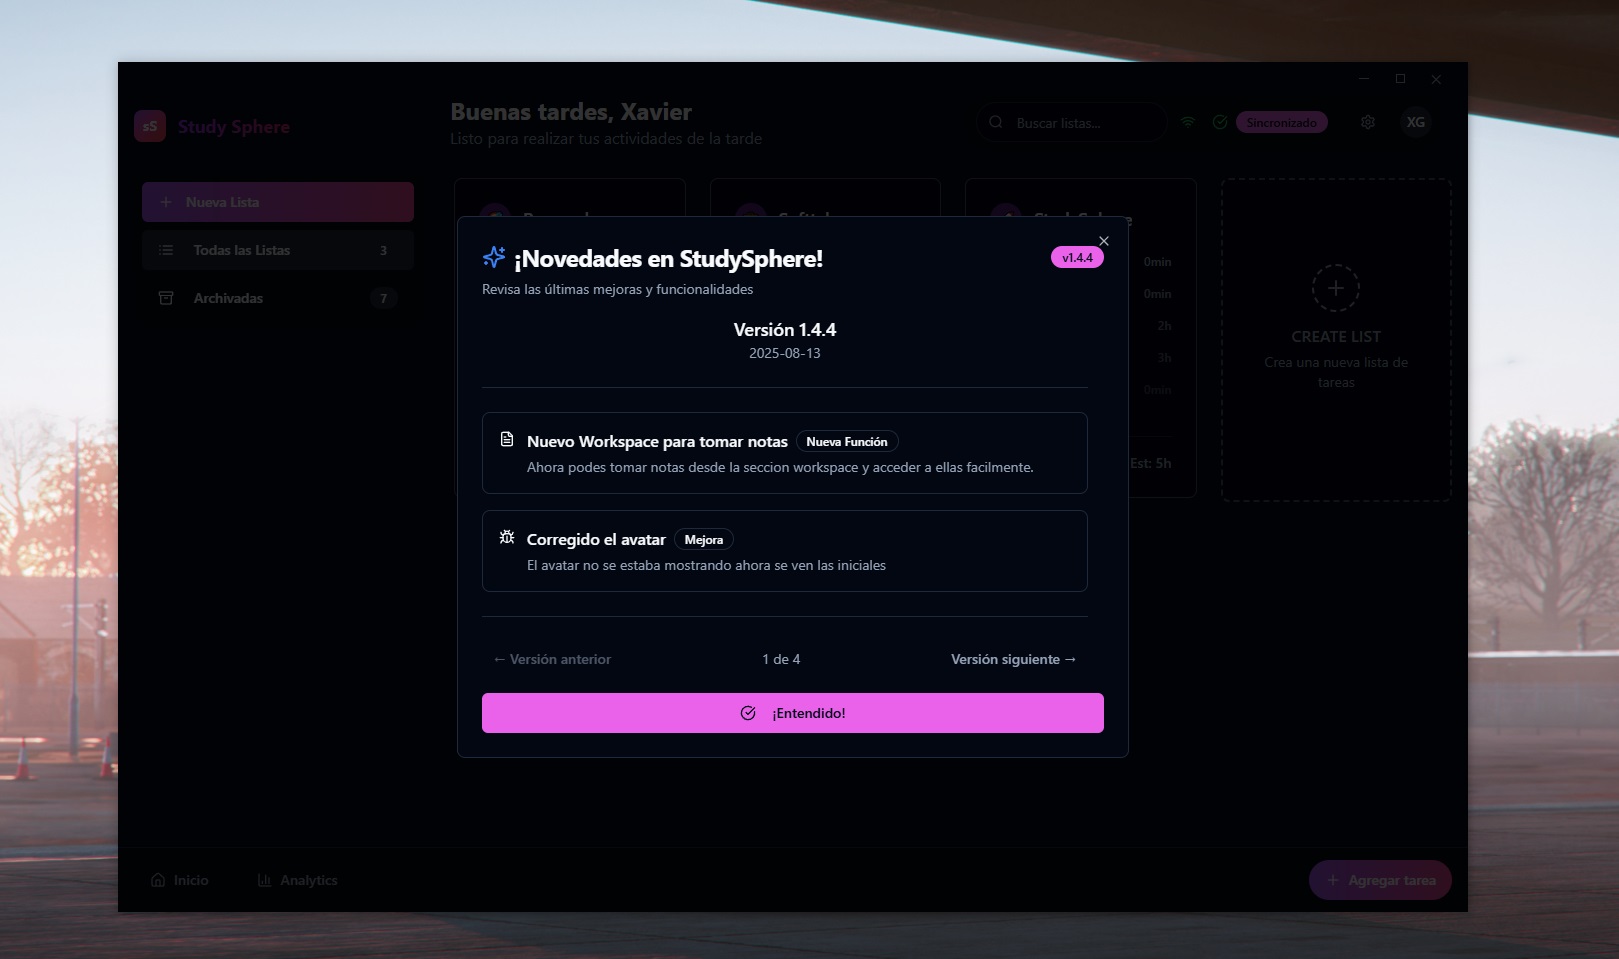 sS Study Sphere
Buenas tardes, Xavier
Listo para realizar tus actividades de la tarde
Buscar listas...
Sincronizado
XG
Nueva Lista
Todas las Listas 3
Archivadas 7
¡Novedades en StudySphere!
v1.4.4
Revisa las últimas mejoras y funcionalidades
Versión 1.4.4
2025-08-13
Nuevo Workspace para tomar notas Nueva Función
Ahora podes tomar notas desde la seccion workspace y acceder a ellas facilmente.
Corregido el avatar Mejora
El avatar no se estaba mostrando ahora se ven las iniciales
← Versión anterior 1 de 4 Versión siguiente →
¡Entendido!
0min
0min
2h
3h
0min
Est: 5h
CREATE LIST
Crea una nueva lista de
tareas
Inicio
Analytics
Agregar tarea